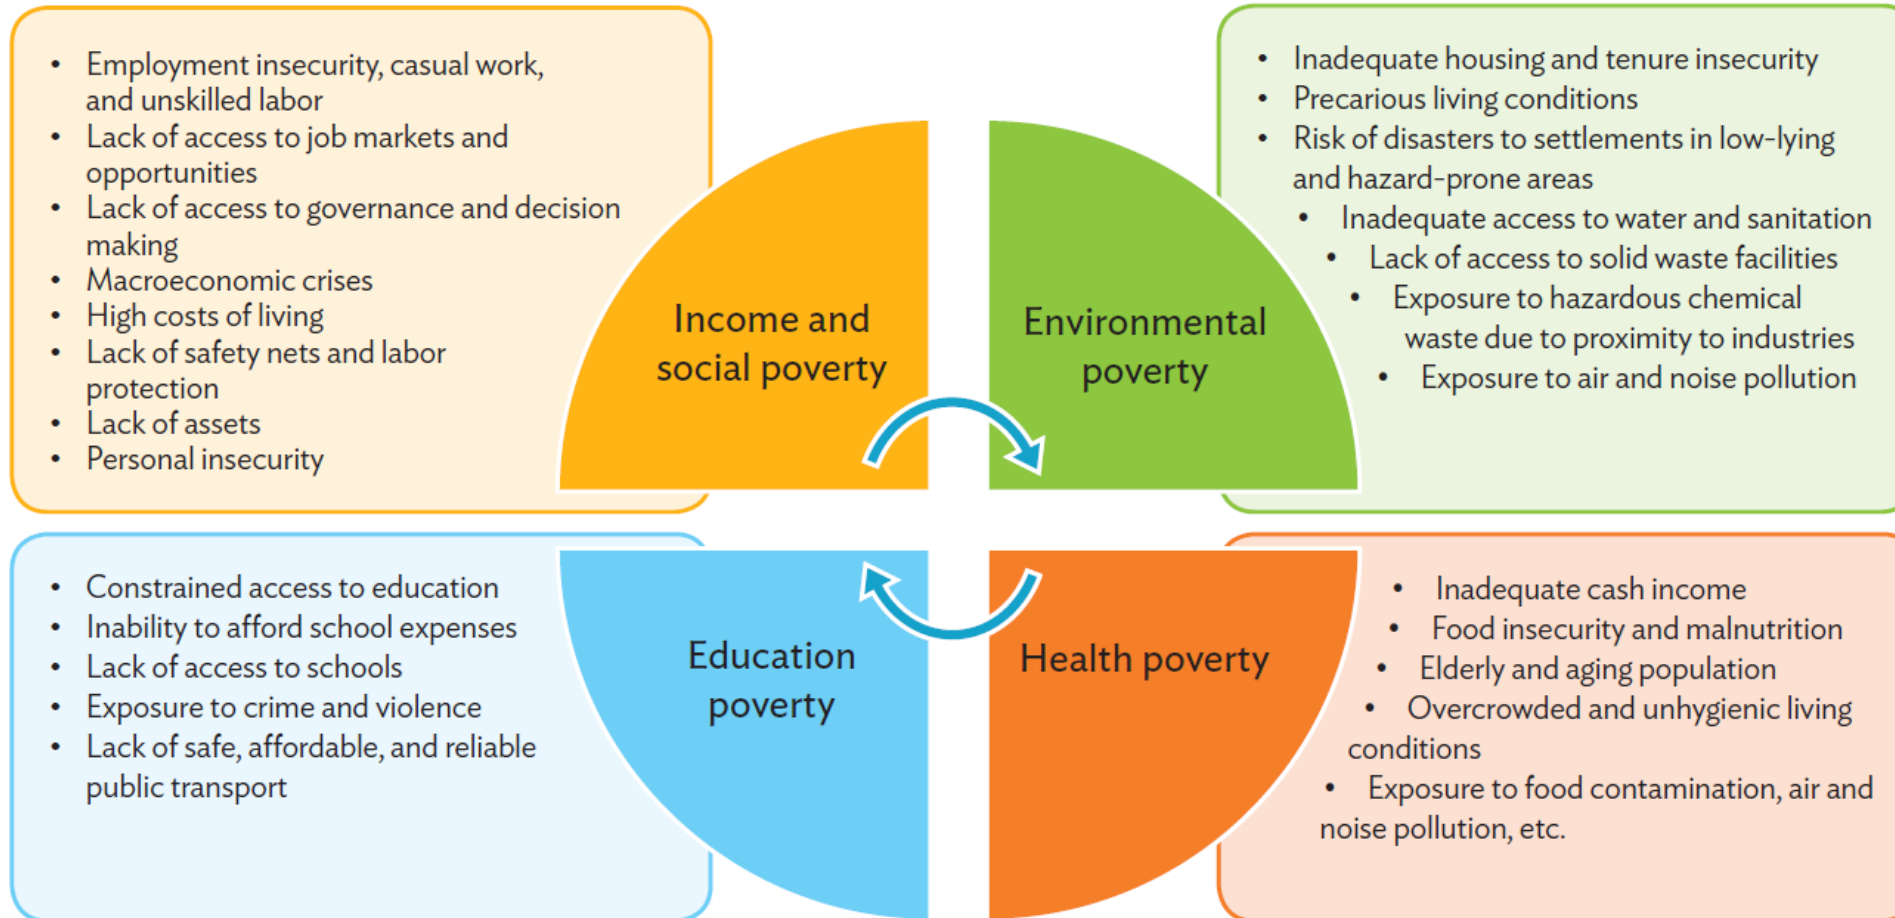 • Employment insecurity, casual work,
and unskilled labor
• Lack of access to job markets and
opportunities
• Lack of access to governance and decision
making
• Macroeconomic crises
• High costs of living
• Lack of safety nets and labor
protection
• Lack of assets
• Personal insecurity
Income and
social poverty
Environmental
poverty
• Inadequate housing and tenure insecurity
• Precarious living conditions
• Risk of disasters to settlements in low-lying
and hazard-prone areas
• Inadequate access to water and sanitation
• Lack of access to solid waste facilities
• Exposure to hazardous chemical
waste due to proximity to industries
• Exposure to air and noise pollution
• Constrained access to education
• Inability to afford school expenses
• Lack of access to schools
• Exposure to crime and violence
• Lack of safe, affordable, and reliable
public transport
Education
poverty
Health poverty
• Inadequate cash income
• Food insecurity and malnutrition
• Elderly and aging population
• Overcrowded and unhygienic living
conditions
• Exposure to food contamination, air and
noise pollution, etc.